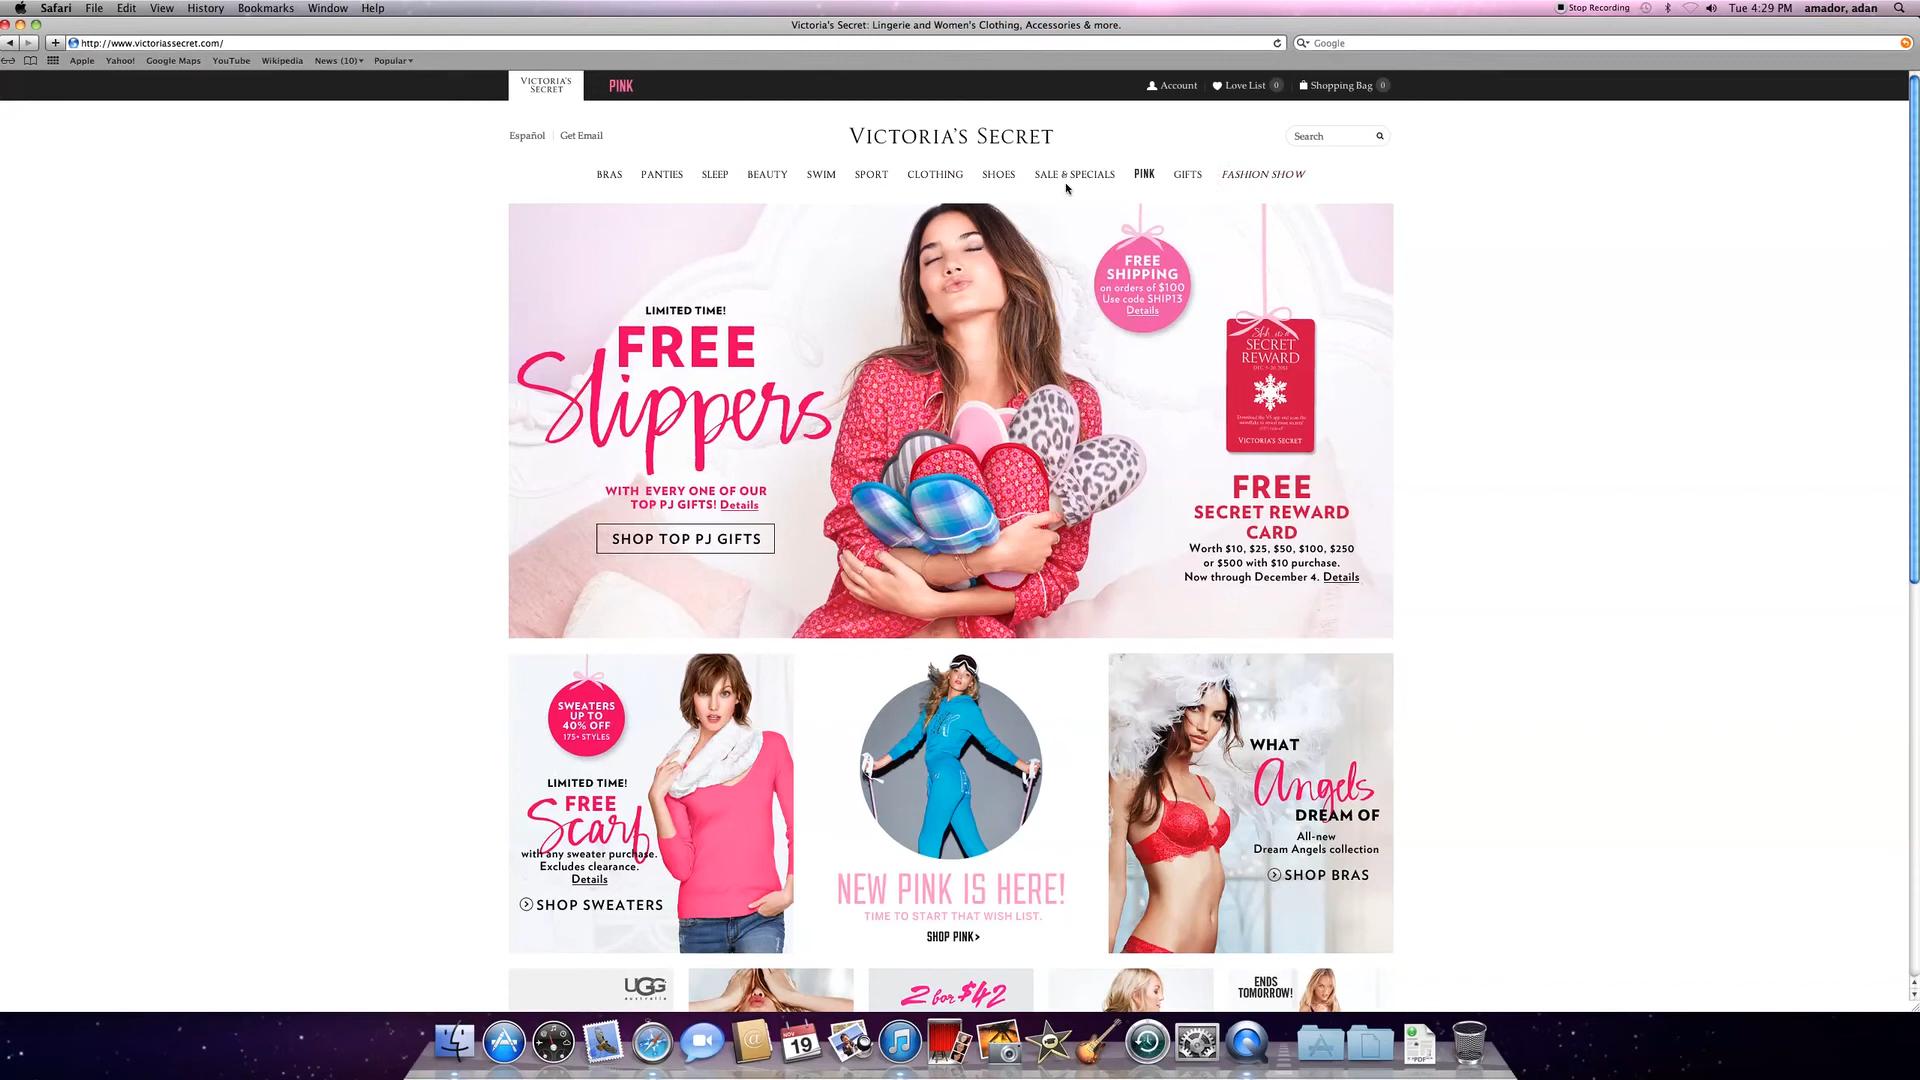 Safari File Edit View History Bookmarks Window Help
Stop Recording Tue 4:29 PM amador, adan
Victoria's Secret: Lingerie and Women's Clothing, Accessories & more.
http://www.victoriassecret.com/
Google
Apple Yahoo! Google Maps YouTube Wikipedia News (10) Popular
VICTORIA'S
SECRET
PINK
Account Love List 0 Shopping Bag 0
Español Get Email
VICTORIA'S SECRET
Search
BRAS PANTIES SLEEP BEAUTY SWIM SPORT CLOTHING SHOES SALE & SPECIALS PINK GIFTS FASHION SHOW
LIMITED TIME!
FREE
Slippers
WITH EVERY ONE OF OUR
TOP PJ GIFTS! Details
SHOP TOP PJ GIFTS
FREE
SHIPPING
on orders of $100
Use code SHIP13
Details
SECRET
REWARD
VICTORIA'S SECRET
FREE
SECRET REWARD
CARD
Worth $10, $25, $50, $100, $250
or $500 with $10 purchase.
Now through December 4. Details
SWEATERS
UP TO
40% OFF
175+ STYLES
LIMITED TIME!
FREE
Scarf
with any sweater purchase.
Excludes clearance.
Details
SHOP SWEATERS
NEW PINK IS HERE!
TIME TO START THAT WISH LIST.
SHOP PINK>
WHAT
Angels
DREAM OF
All-new
Dream Angels collection
SHOP BRAS
UGG
australia
2 for $42
ENDS
TOMORROW!
NOV
19
PDF